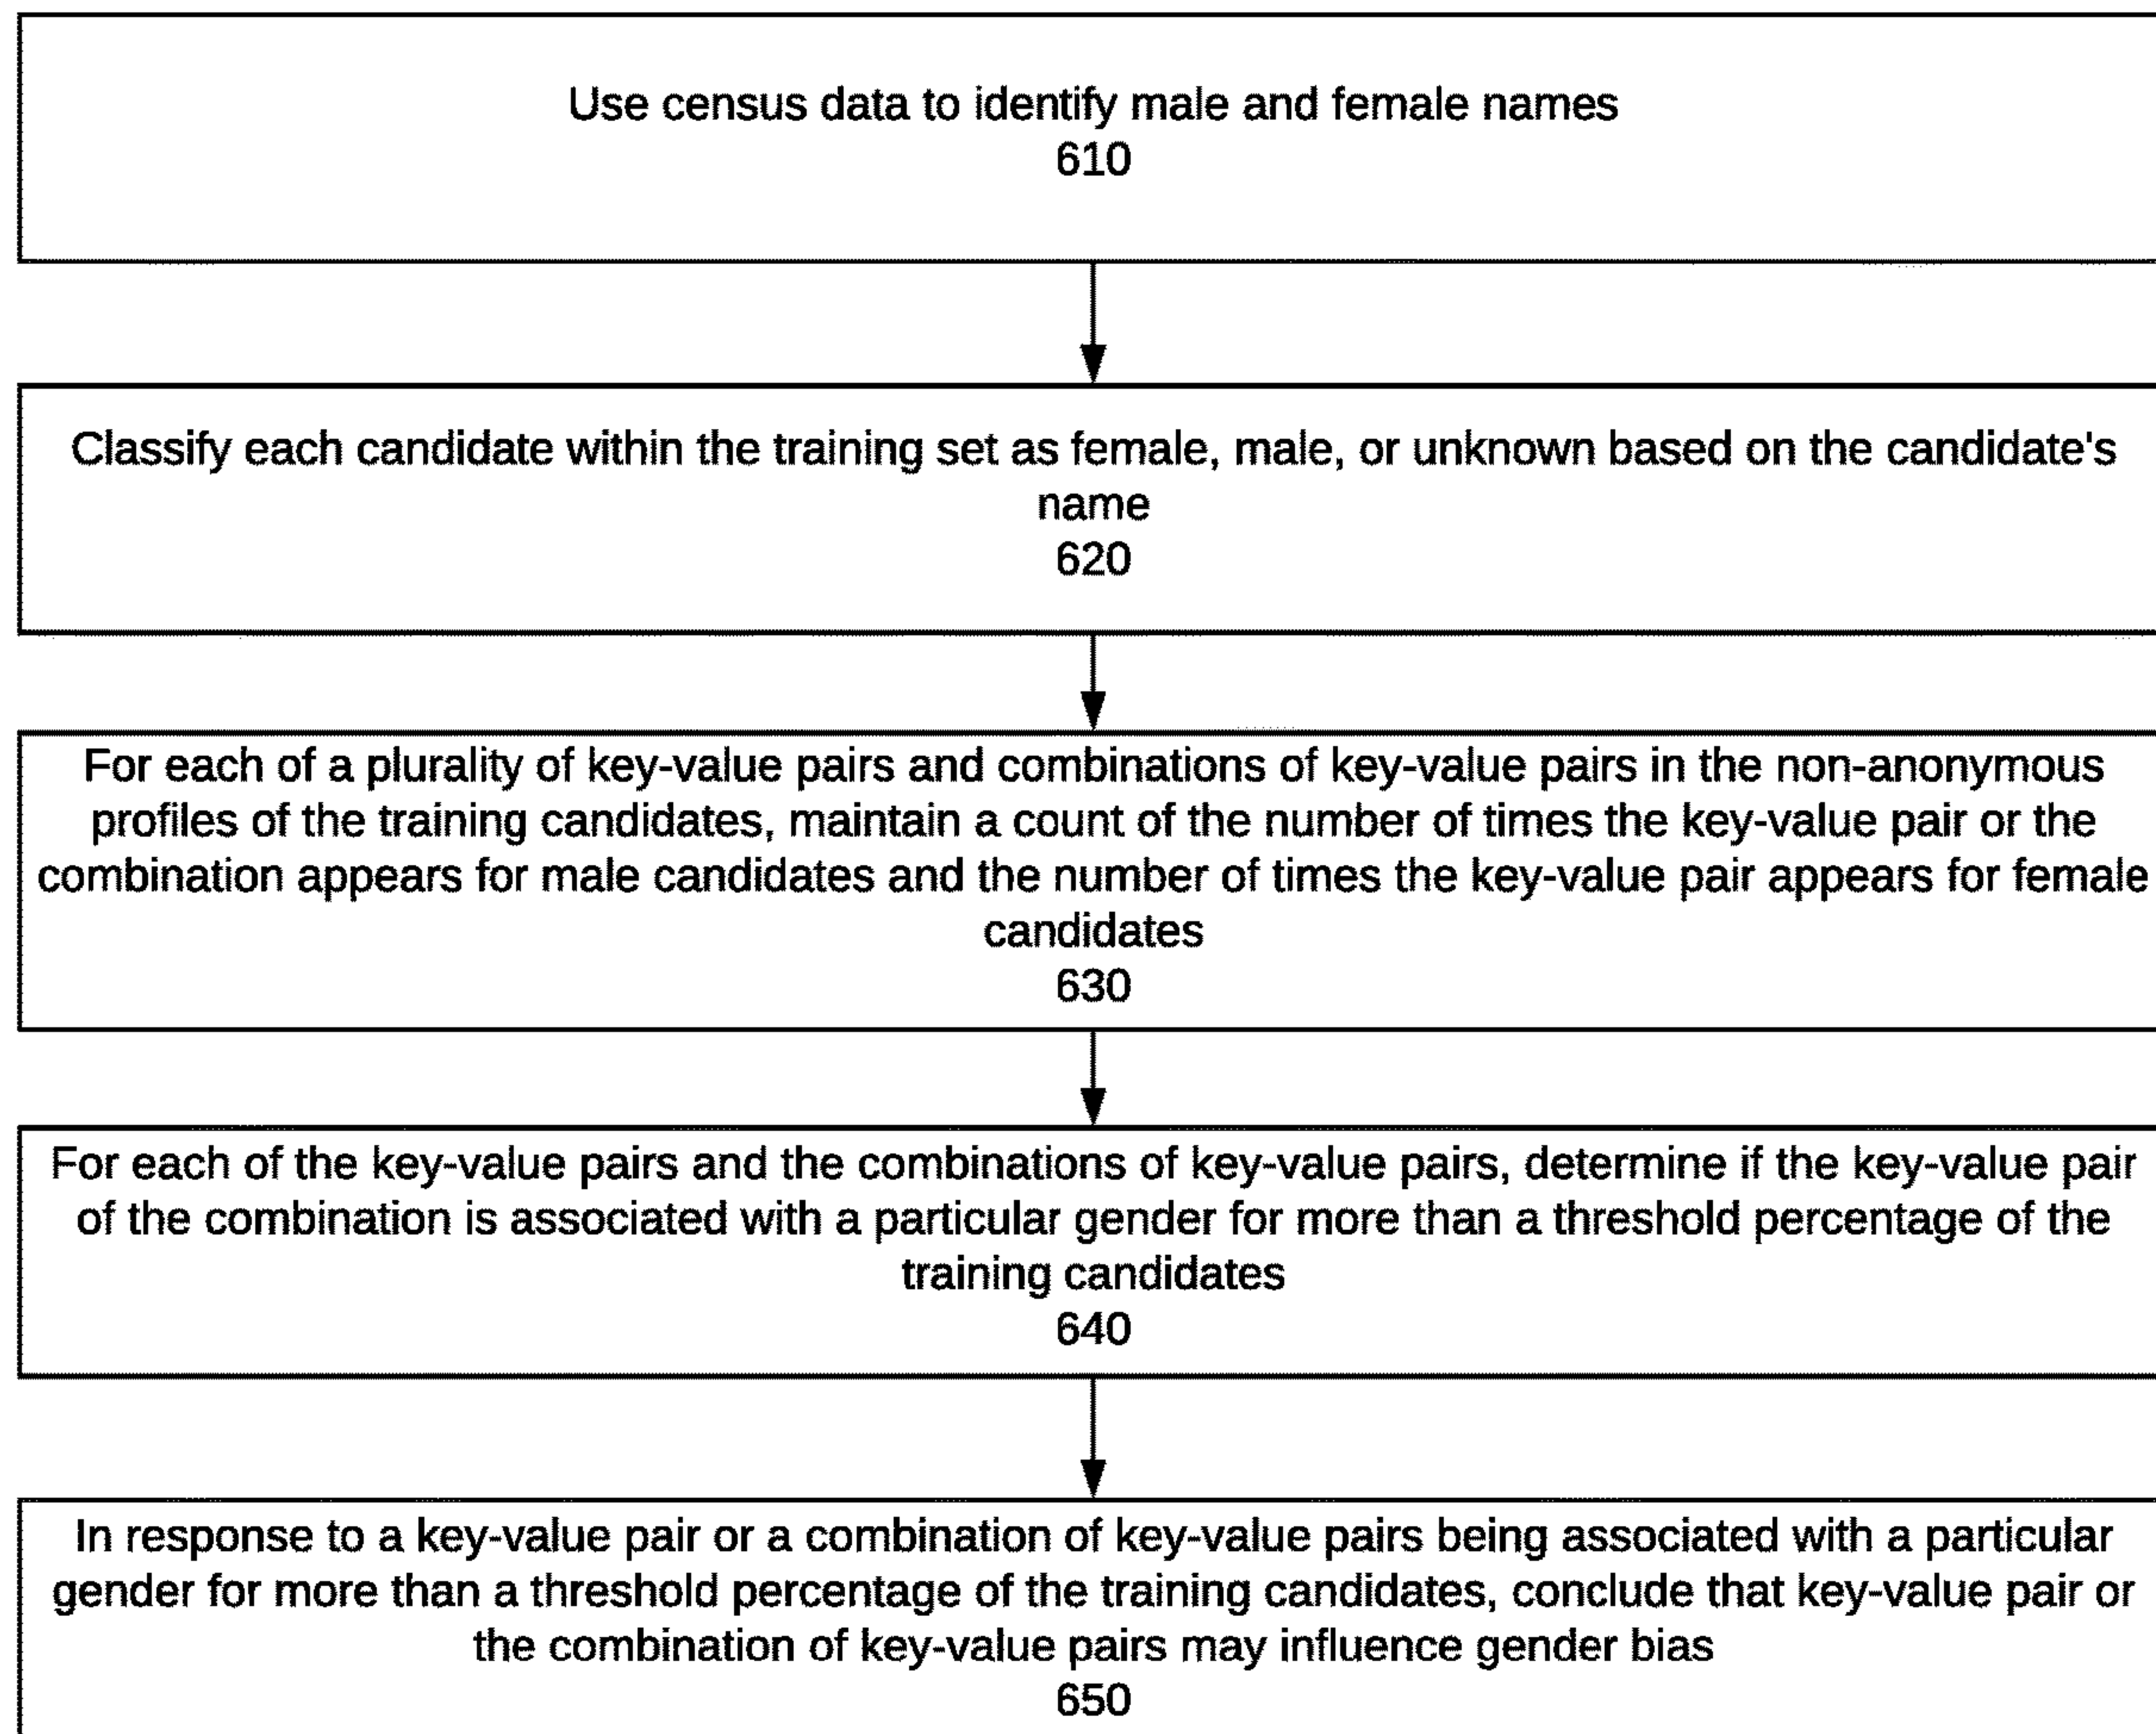 Use census data to identify male and female names
610
Classify each candidate within the training set as female, male, or unknown based on the candidate's
name
620
For each of a plurality of key-value pairs and combinations of key-value pairs in the non-anonymous
profiles of the training candidates, maintain a count of the number of times the key-value pair or the
combination appears for male candidates and the number of times the key-value pair appears for female
candidates
630
For each of the key-value pairs and the combinations of key-value pairs, determine if the key-value pair
of the combination is associated with a particular gender for more than a threshold percentage of the
training candidates
640
In response to a key-value pair or a combination of key-value pairs being associated with a particular
gender for more than a threshold percentage of the training candidates, conclude that key-value pair or
the combination of key-value pairs may influence gender bias
650